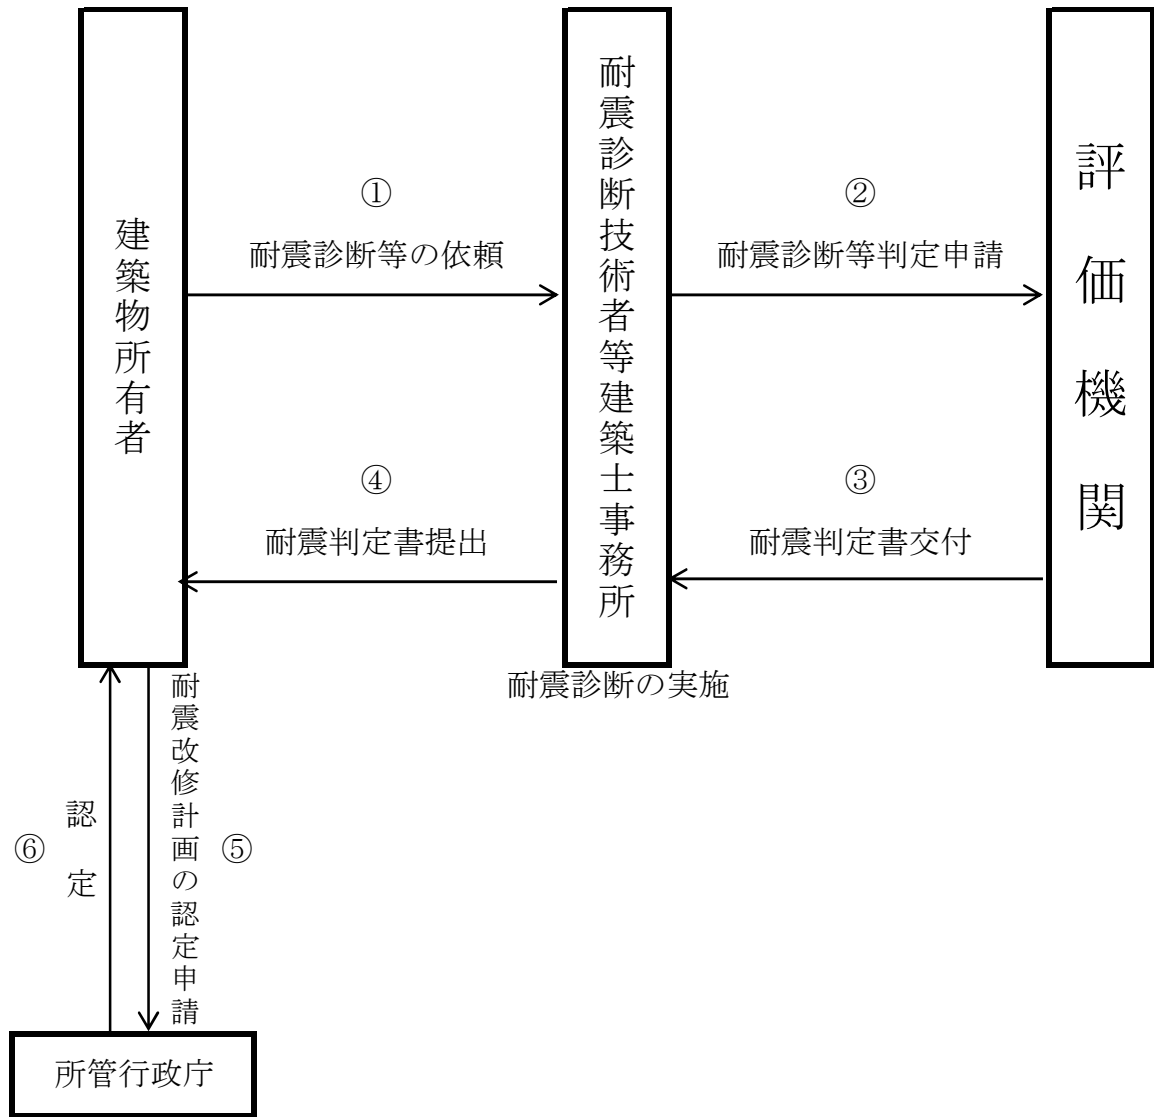 建築物所有者
①
耐震診断等の依頼
④
耐震判定書提出
耐震診断技術者等建築士事務所
②
耐震診断等判定申請
③
耐震判定書交付
評価機関
耐震診断の実施
⑥
認定
耐震改修計画の認定申請
⑤
所管行政庁